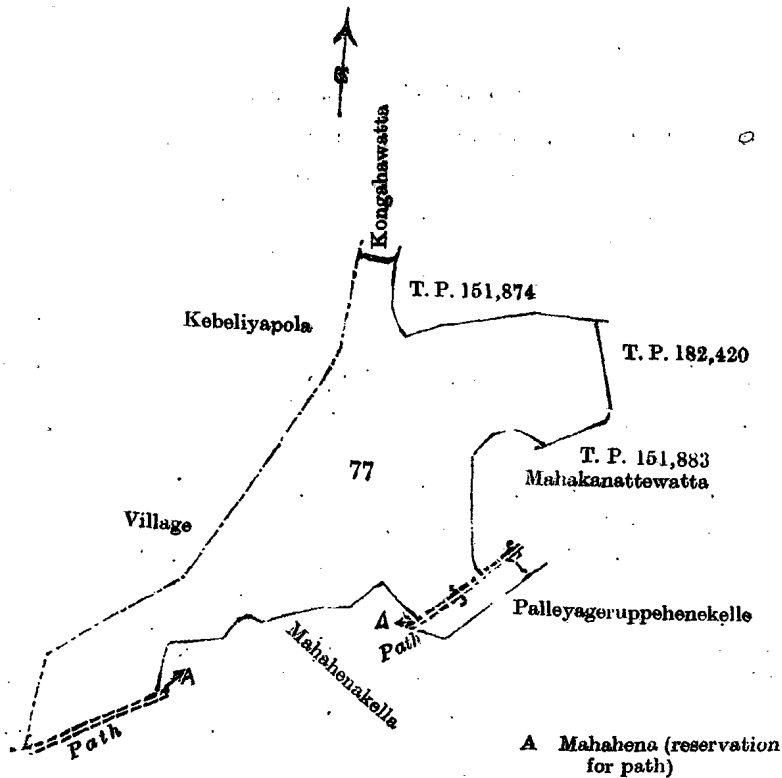 Kongahawatta
T. P. 151,874
Kebeliyapola
T. P. 182,420
77
T. P. 151,883
Mahakanattewatta
Village
Palleyageruppehenekelle
A
Path
Mahahenakella
A
Path
A Mahahena (reservation
for path)